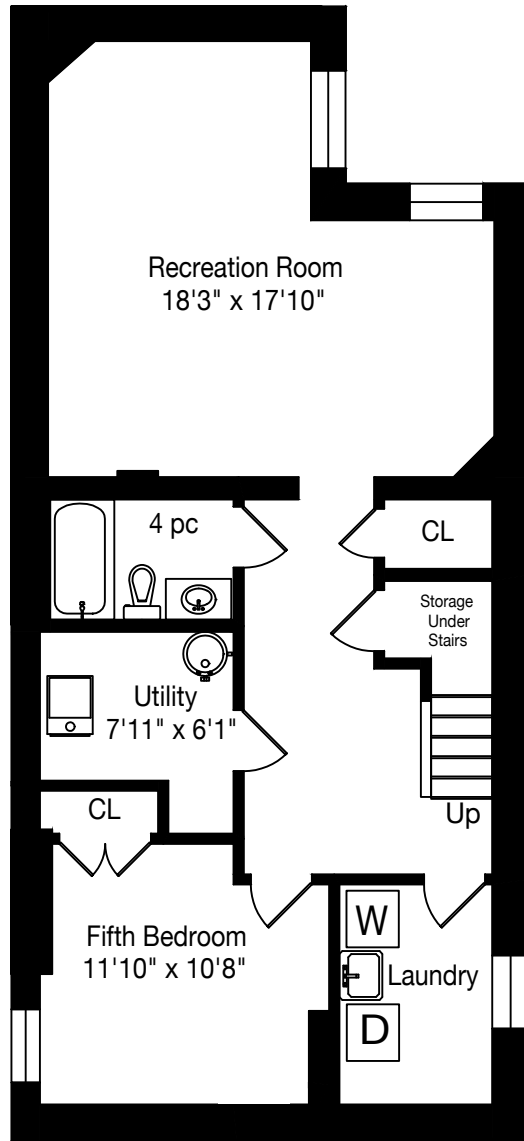 Recreation Room
18'3" x 17'10"
4 pc
CL
Storage
Under
Stairs
Utility
7'11" x 6'1"
CL
Up
Fifth Bedroom
11'10" x 10'8"
W
Laundry
D